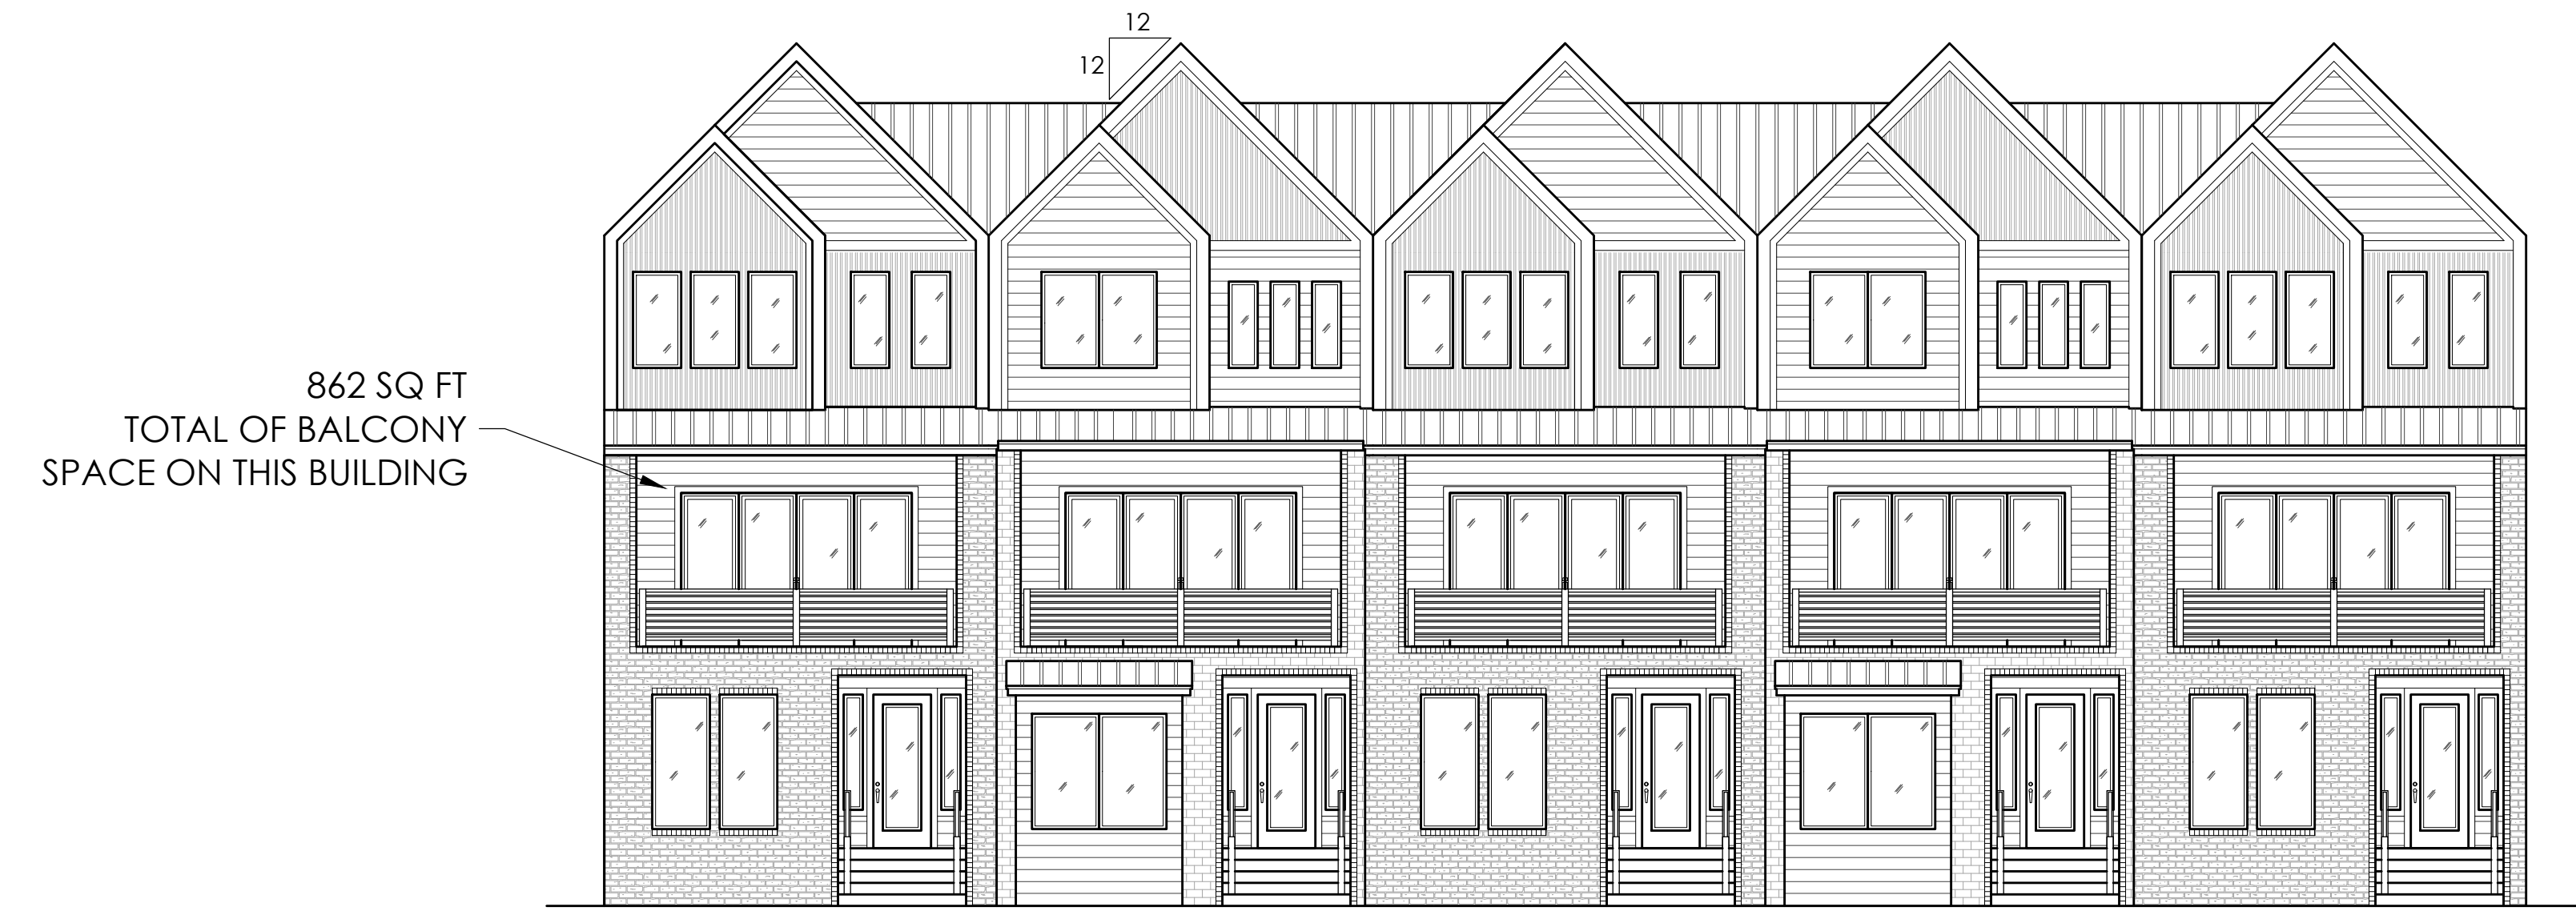 12
12
862 SQ FT
TOTAL OF BALCONY
SPACE ON THIS BUILDING